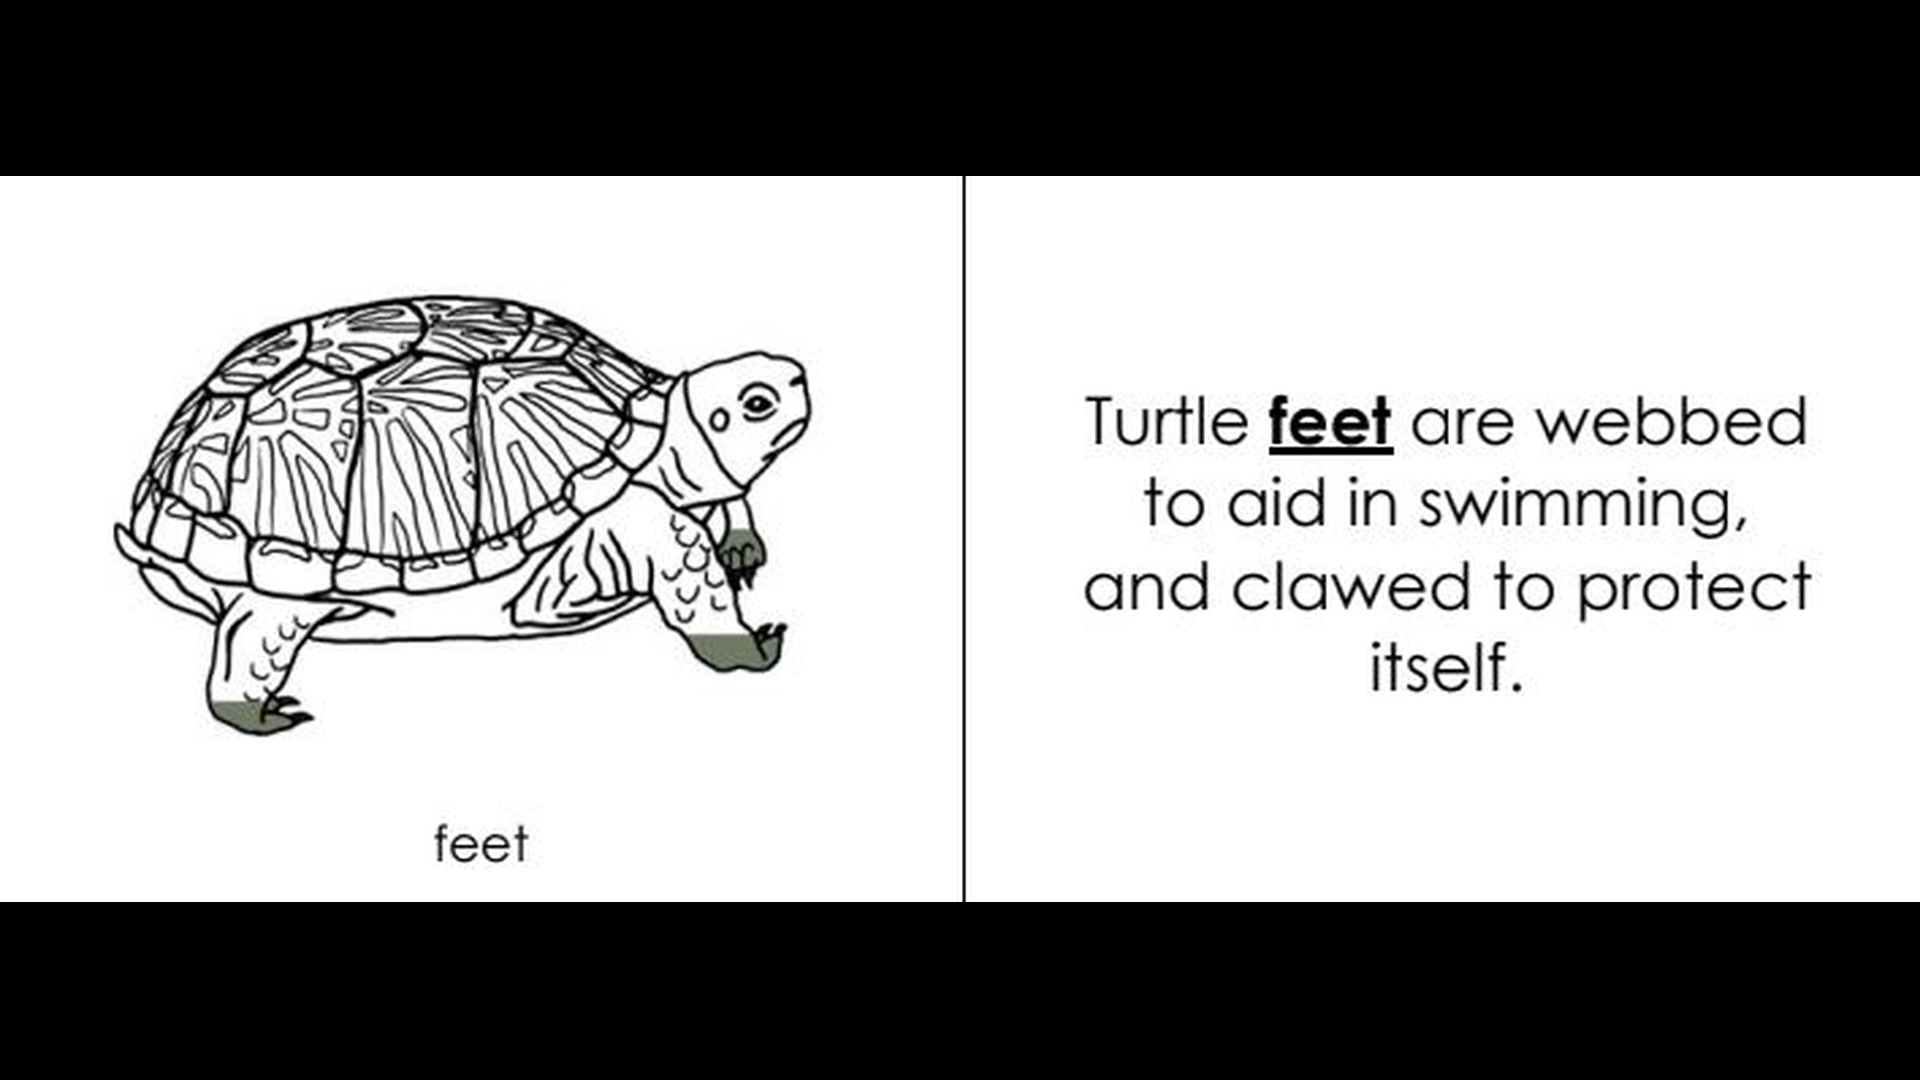 feet
Turtle feet are webbed
to aid in swimming,
and clawed to protect
itself.